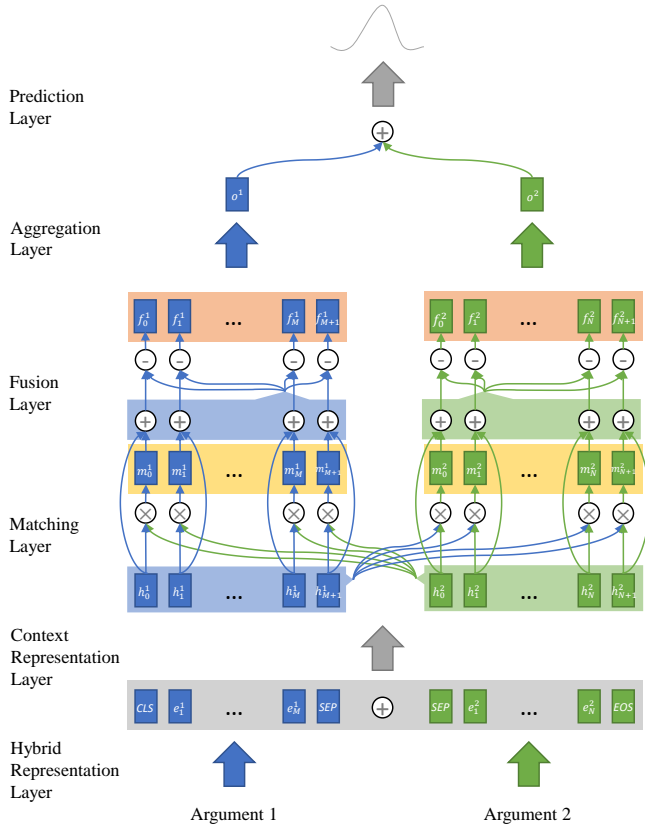 Prediction
Layer
+
o^1
o^2
Aggregation
Layer
f_0^1 f_1^1 ... f_M^1 f_{M+1}^1
f_0^2 f_1^2 ... f_N^2 f_{N+1}^2
- - - -
- - - -
Fusion
Layer
+ + + +
+ + + +
m_0^1 m_1^1 ... m_M^1 m_{M+1}^1
m_0^2 m_1^2 ... m_N^2 m_{N+1}^2
× × × ×
× × × ×
Matching
Layer
h_0^1 h_1^1 ... h_M^1 h_{M+1}^1
h_0^2 h_1^2 ... h_N^2 h_{N+1}^2
Context
Representation
Layer
CLS e_1^1 ... e_M^1 SEP + SEP e_1^2 ... e_N^2 EOS
Hybrid
Representation
Layer
Argument 1
Argument 2